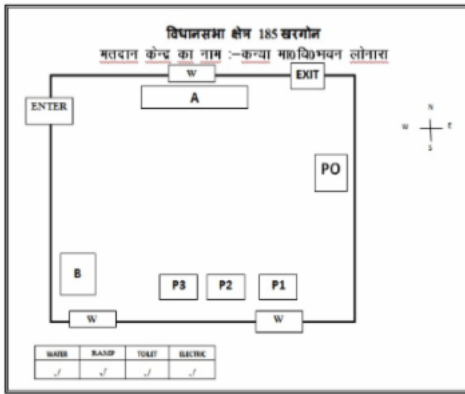 विधानसभा क्षेत्र 185 खरगोन
मतदान केन्द्र का नाम :-कन्या मा0वि0भवन लोनारा
W
EXIT
A
ENTER
N
W E
S
PO
B
P3 P2 P1
W W
WATER RAMP TOILET ELECTRIC
✓ ✓ ✓ ✓